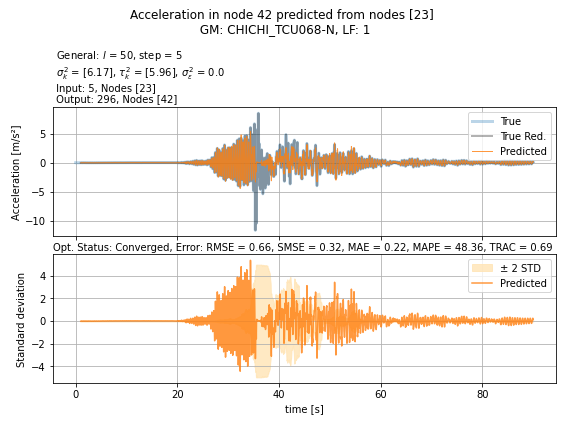 Acceleration in node 42 predicted from nodes [23]
GM: CHICHI_TCU068-N, LF: 1
General: l = 50, step = 5
σ²ₖ = [6.17], τ²ₖ = [5.96], σ²ε = 0.0
Input: 5, Nodes [23]
Output: 296, Nodes [42]
Acceleration [m/s²]
5
0
−5
−10
True
True Red.
Predicted
Opt. Status: Converged, Error: RMSE = 0.66, SMSE = 0.32, MAE = 0.22, MAPE = 48.36, TRAC = 0.69
Standard deviation
4
2
0
−2
−4
± 2 STD
Predicted
0 20 40 60 80
time [s]